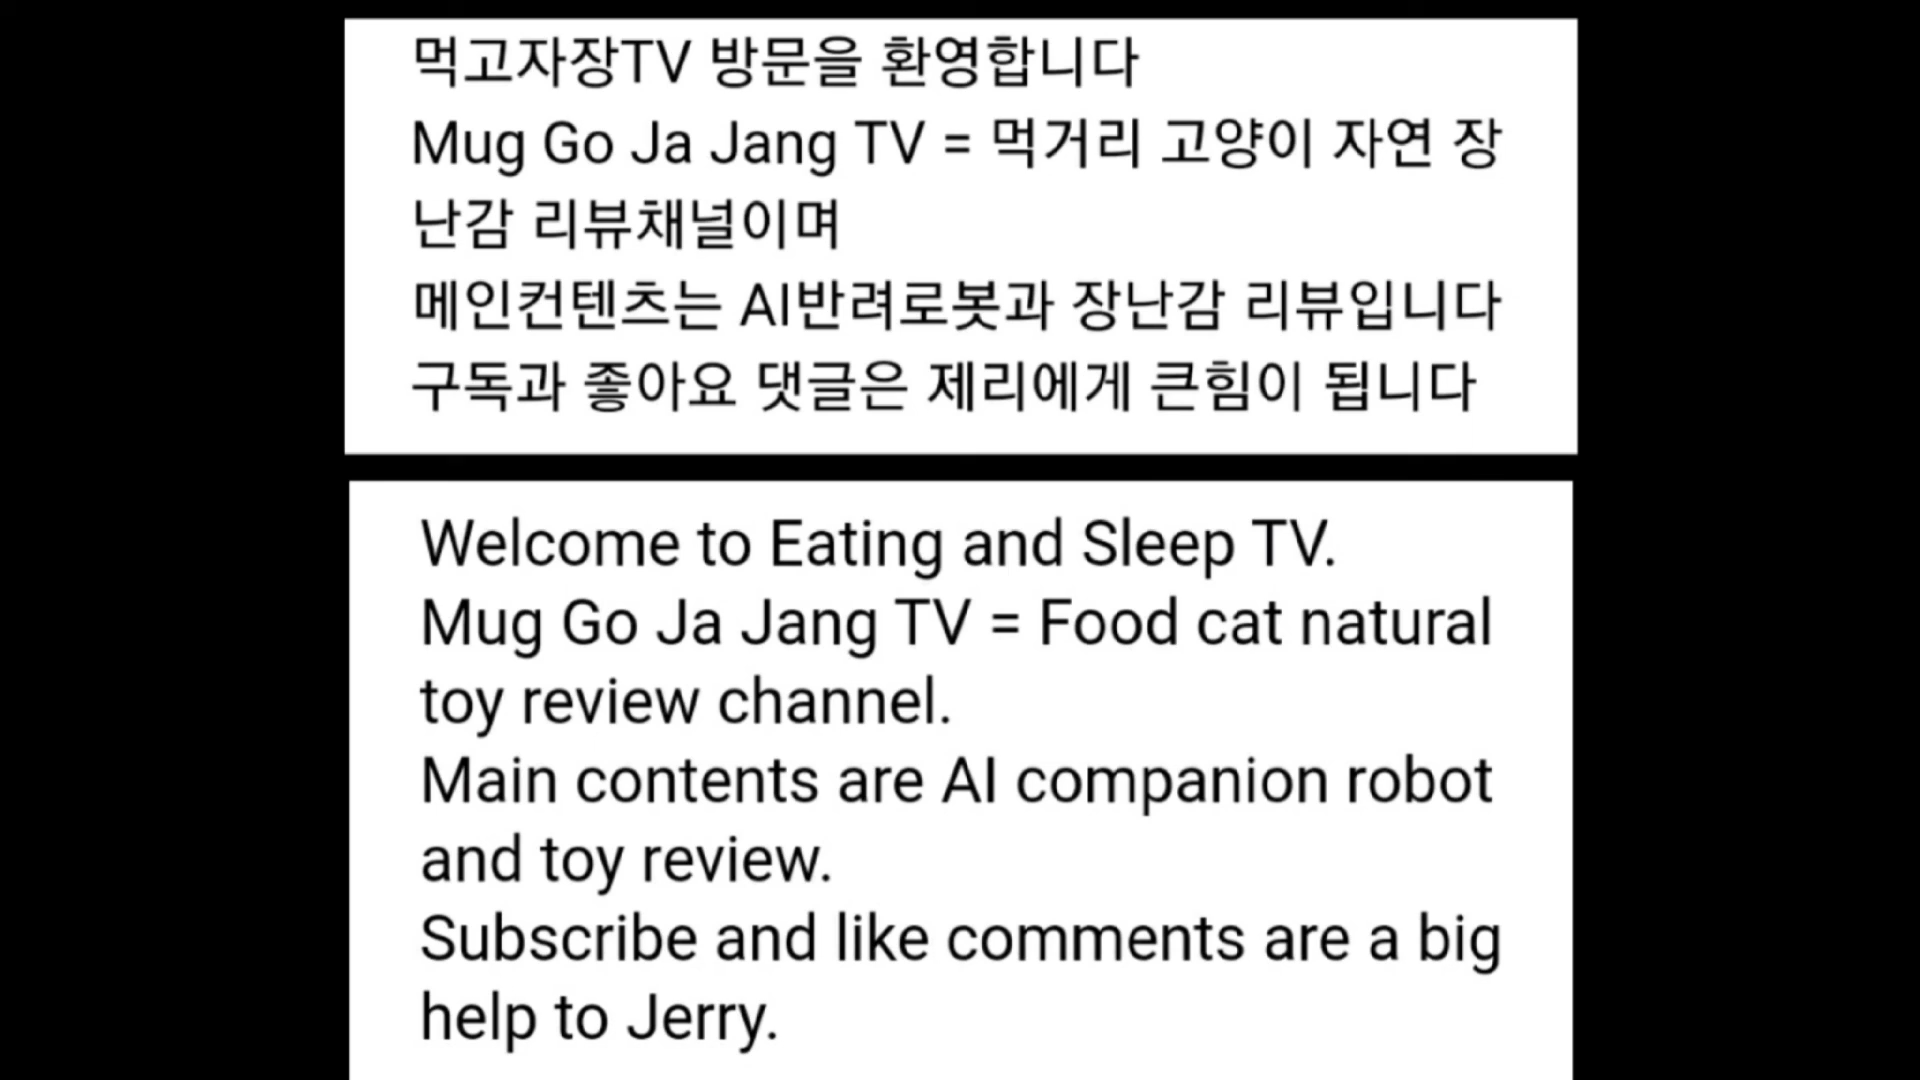 먹고자장TV 방문을 환영합니다
Mug Go Ja Jang TV = 먹거리 고양이 자연 장
난감 리뷰채널이며
메인컨텐츠는 AI반려로봇과 장난감 리뷰입니다
구독과 좋아요 댓글은 제리에게 큰힘이 됩니다
Welcome to Eating and Sleep TV.
Mug Go Ja Jang TV = Food cat natural
toy review channel.
Main contents are AI companion robot
and toy review.
Subscribe and like comments are a big
help to Jerry.